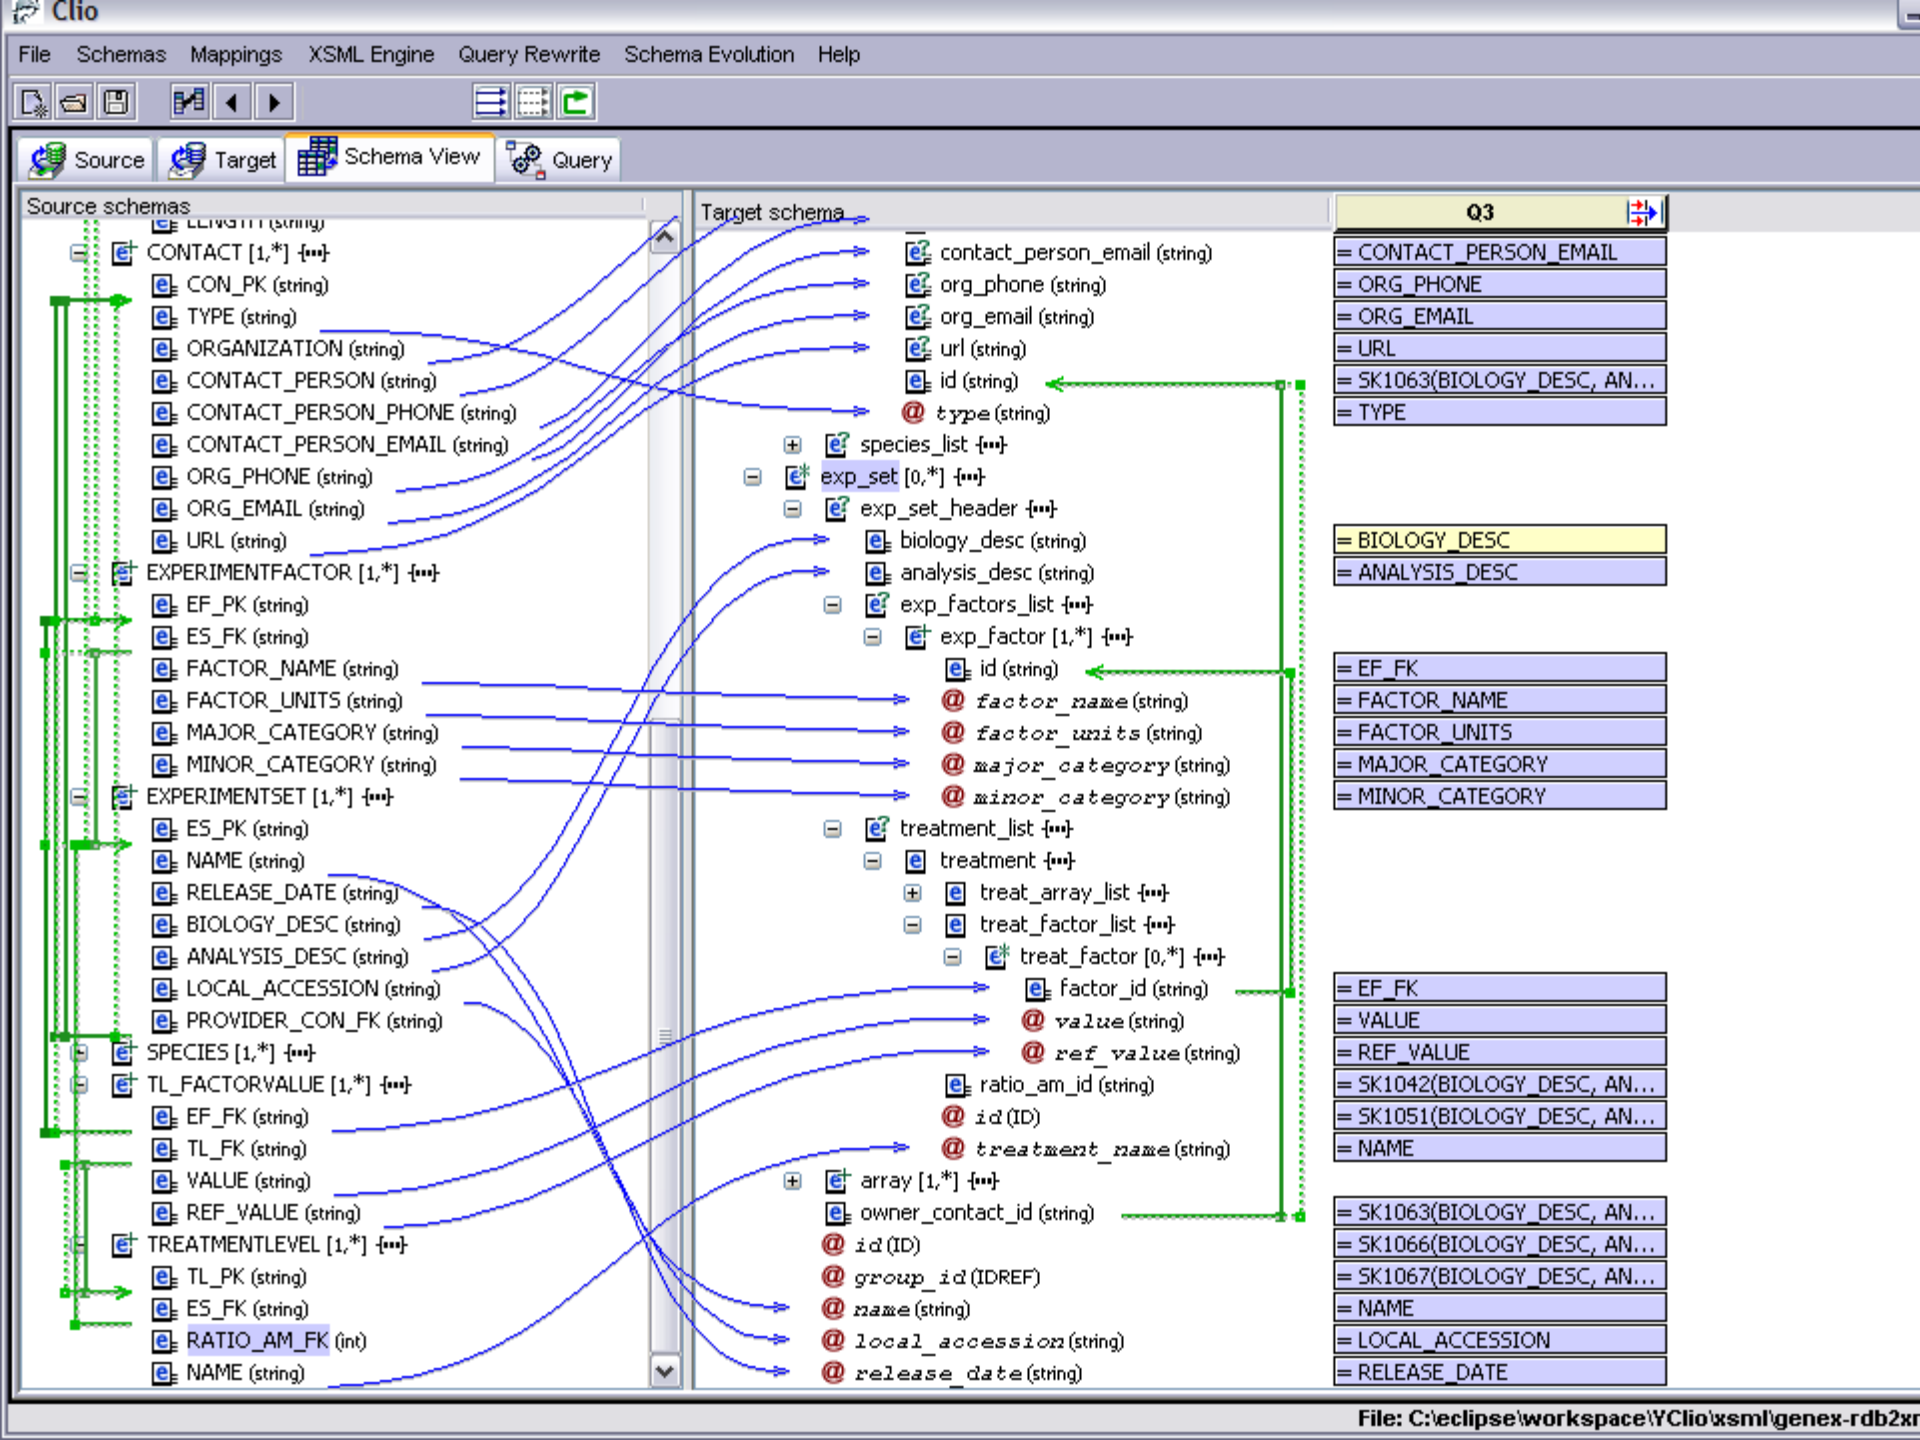 Clio
File Schemas Mappings XSML Engine Query Rewrite Schema Evolution Help
Source Target Schema View Query
Source schemas
LENGTH (string)
CONTACT [1,*] {...}
CON_PK (string)
TYPE (string)
ORGANIZATION (string)
CONTACT_PERSON (string)
CONTACT_PERSON_PHONE (string)
CONTACT_PERSON_EMAIL (string)
ORG_PHONE (string)
ORG_EMAIL (string)
URL (string)
EXPERIMENTFACTOR [1,*] {...}
EF_PK (string)
ES_FK (string)
FACTOR_NAME (string)
FACTOR_UNITS (string)
MAJOR_CATEGORY (string)
MINOR_CATEGORY (string)
EXPERIMENTSET [1,*] {...}
ES_PK (string)
NAME (string)
RELEASE_DATE (string)
BIOLOGY_DESC (string)
ANALYSIS_DESC (string)
LOCAL_ACCESSION (string)
PROVIDER_CON_FK (string)
SPECIES [1,*] {...}
TL_FACTORVALUE [1,*] {...}
EF_FK (string)
TL_FK (string)
VALUE (string)
REF_VALUE (string)
TREATMENTLEVEL [1,*] {...}
TL_PK (string)
ES_FK (string)
RATIO_AM_FK (int)
NAME (string)
Target schema
contact_person_email (string)
org_phone (string)
org_email (string)
url (string)
id (string)
type (string)
species_list {...}
exp_set [0,*] {...}
exp_set_header {...}
biology_desc (string)
analysis_desc (string)
exp_factors_list {...}
exp_factor [1,*] {...}
id (string)
factor_name (string)
factor_units (string)
major_category (string)
minor_category (string)
treatment_list {...}
treatment {...}
treat_array_list {...}
treat_factor_list {...}
treat_factor [0,*] {...}
factor_id (string)
value (string)
ref_value (string)
ratio_am_id (string)
id (ID)
treatment_name (string)
array [1,*] {...}
owner_contact_id (string)
id (ID)
group_id (IDREF)
name (string)
local_accession (string)
release_date (string)
Q3
= CONTACT_PERSON_EMAIL
= ORG_PHONE
= ORG_EMAIL
= URL
= SK1063(BIOLOGY_DESC, AN...
= TYPE
= BIOLOGY_DESC
= ANALYSIS_DESC
= EF_FK
= FACTOR_NAME
= FACTOR_UNITS
= MAJOR_CATEGORY
= MINOR_CATEGORY
= EF_FK
= VALUE
= REF_VALUE
= SK1042(BIOLOGY_DESC, AN...
= SK1051(BIOLOGY_DESC, AN...
= NAME
= SK1063(BIOLOGY_DESC, AN...
= SK1066(BIOLOGY_DESC, AN...
= SK1067(BIOLOGY_DESC, AN...
= NAME
= LOCAL_ACCESSION
= RELEASE_DATE
File: C:\eclipse\workspace\YClio\xsml\genex-rdb2xr